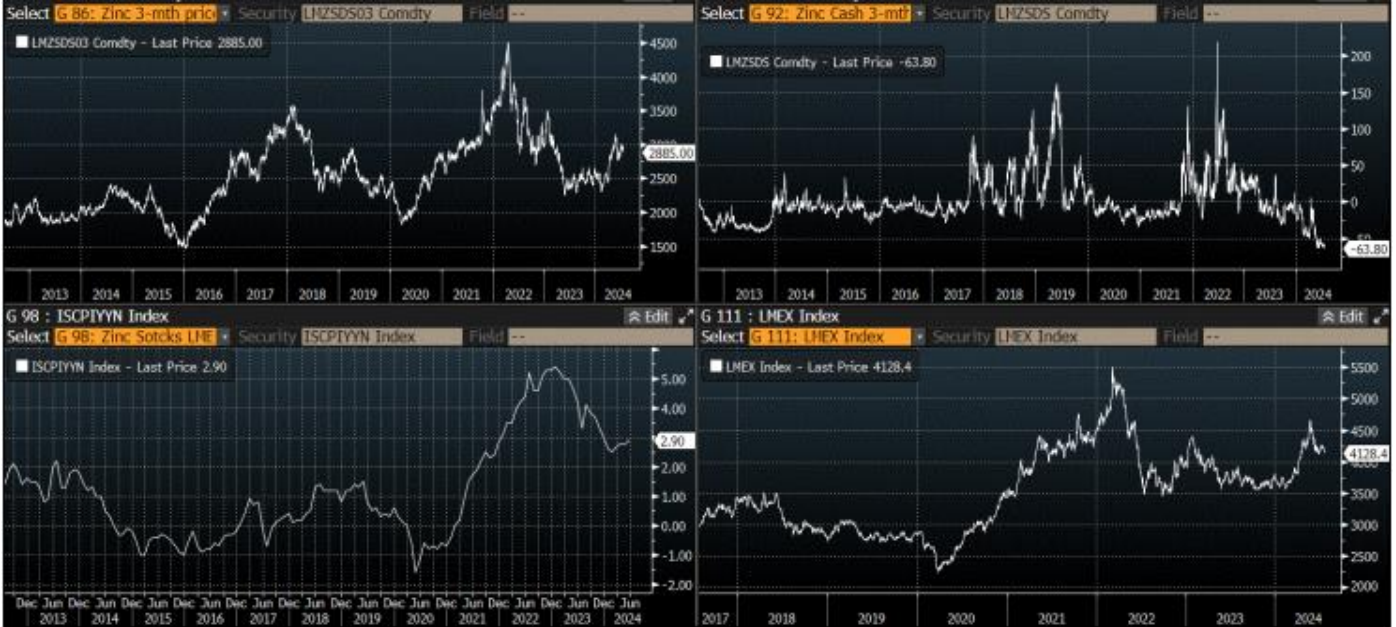 Select G 86: Zinc 3-mth price Security LMZSDS03 Comdty Field --
LMZSDS03 Comdty - Last Price 2885.00
4500
4000
3500
3000
2885.00
2500
2000
1500
2013 2014 2015 2016 2017 2018 2019 2020 2021 2022 2023 2024
Select G 92: Zinc Cash 3-mth Security LMZSDS Comdty Field --
LMZSDS Comdty - Last Price -63.80
200
150
100
50
0
-50
-63.80
2013 2014 2015 2016 2017 2018 2019 2020 2021 2022 2023 2024
G 98 : ISCPIYYN Index Edit
Select G 98: Zinc Sotcks LME Security ISCPIYYN Index Field --
ISCPIYYN Index - Last Price 2.90
5.00
4.00
2.90
2.00
1.00
0.00
-1.00
-2.00
Dec Jun Dec Jun Dec Jun Dec Jun Dec Jun Dec Jun Dec Jun Dec Jun Dec Jun Dec Jun Dec Jun Dec Jun
2013 2014 2015 2016 2017 2018 2019 2020 2021 2022 2023 2024
G 111 : LMEX Index Edit
Select G 111: LMEX Index Security LMEX Index Field --
LMEX Index - Last Price 4128.4
5500
5000
4500
4128.4
4000
3500
3000
2500
2000
2017 2018 2019 2020 2021 2022 2023 2024